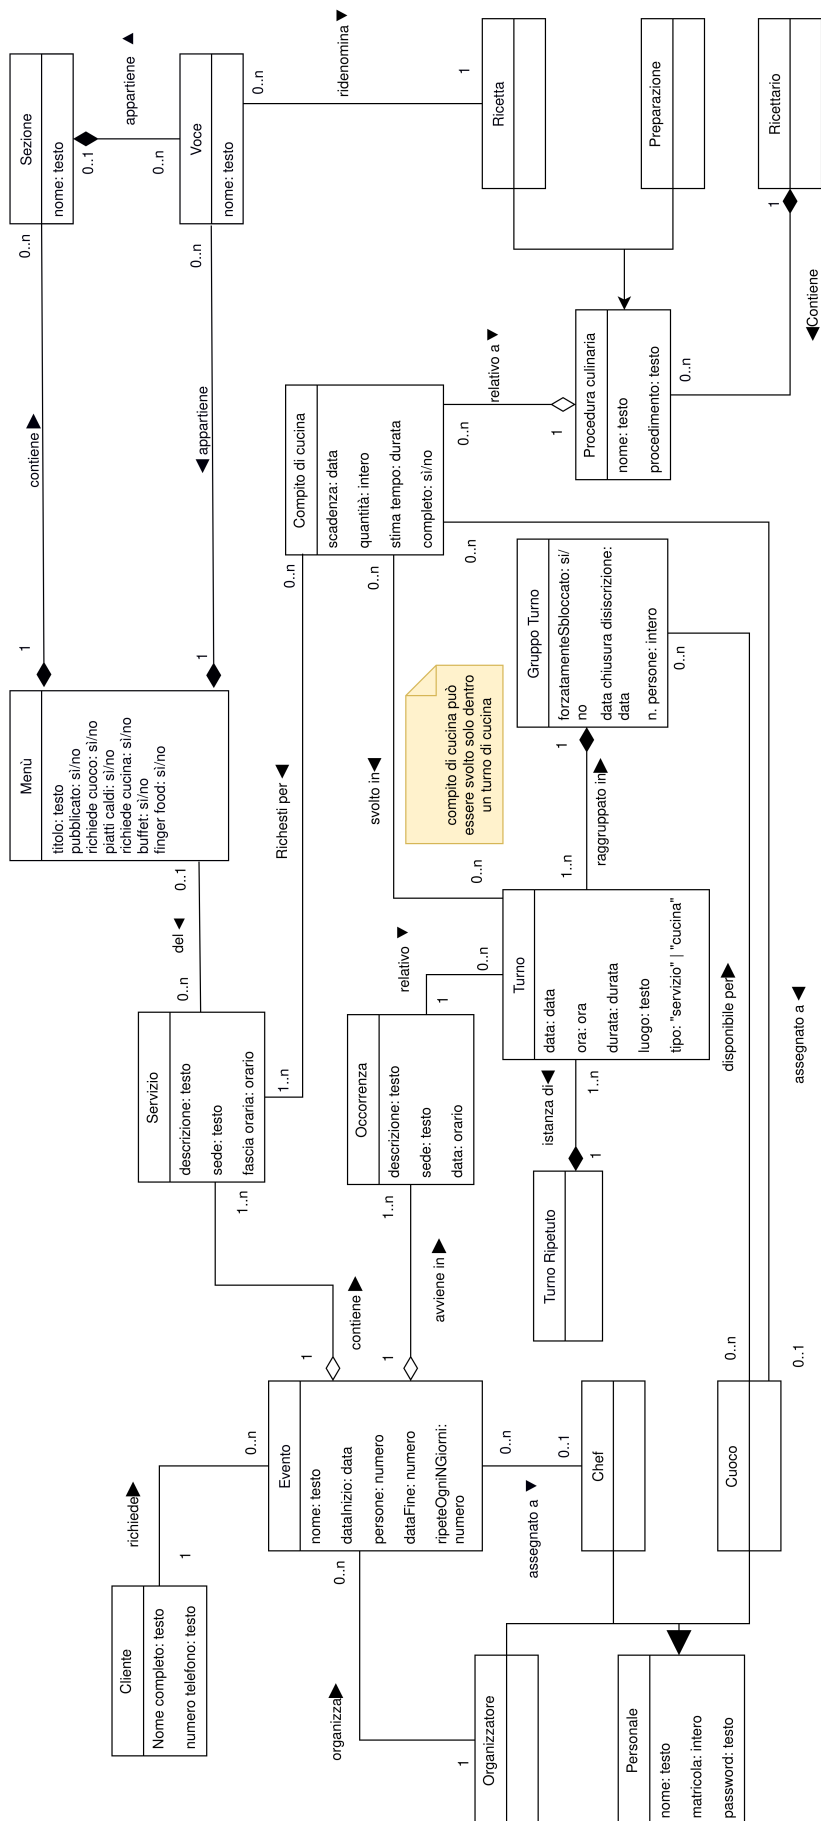 Sezione
nome: testo
appartiene ▲
0..1
0..n
Voce
nome: testo
0..n
ridenomina ▼
1
Ricetta
Preparazione
Ricettario
1
◀Contiene
0..n
0..n
contiene ▶
1
0..n
◀ appartiene
1
Procedura culinaria
nome: testo
procedimento: testo
relativo a ▼
1
0..n
Compito di cucina
scadenza: data
quantità: intero
stima tempo: durata
completo: sì/no
0..n
0..n
0..n
Menù
titolo: testo
pubblicato: sì/no
richiede cuoco: sì/no
piatti caldi: sì/no
richiede cucina: sì/no
buffet: sì/no
finger food: sì/no
0..1
del ◀
0..n
Richesti per ◀
1..n
svolto in◀
0..n
compito di cucina può
essere svolto solo dentro
un turno di cucina
Gruppo Turno
forzatamenteSbloccato: si/
no
data chiusura disiscrizione:
data
n. persone: intero
1
raggruppato in▶
1..n
0..n
Servizio
descrizione: testo
sede: testo
fascia oraria: orario
1..n
Occorrenza
descrizione: testo
sede: testo
data: orario
1
relativo ▼
0..n
1..n
Turno
data: data
ora: ora
durata: durata
luogo: testo
tipo: "servizio" | "cucina"
istanza di◀
1..n
1
Turno Ripetuto
disponibile per▶
assegnato a ◀
0..n
0..1
contiene ▶
1
avviene in▶
1
Evento
nome: testo
dataInizio: data
persone: numero
dataFine: numero
ripeteOgniNGiorni:
numero
0..n
richiede▶
1
Cliente
Nome completo: testo
numero telefono: testo
0..n
assegnato a ▼
0..1
Chef
Cuoco
0..n
organizza▶
1
Organizzatore
Personale
nome: testo
matricola: intero
password: testo